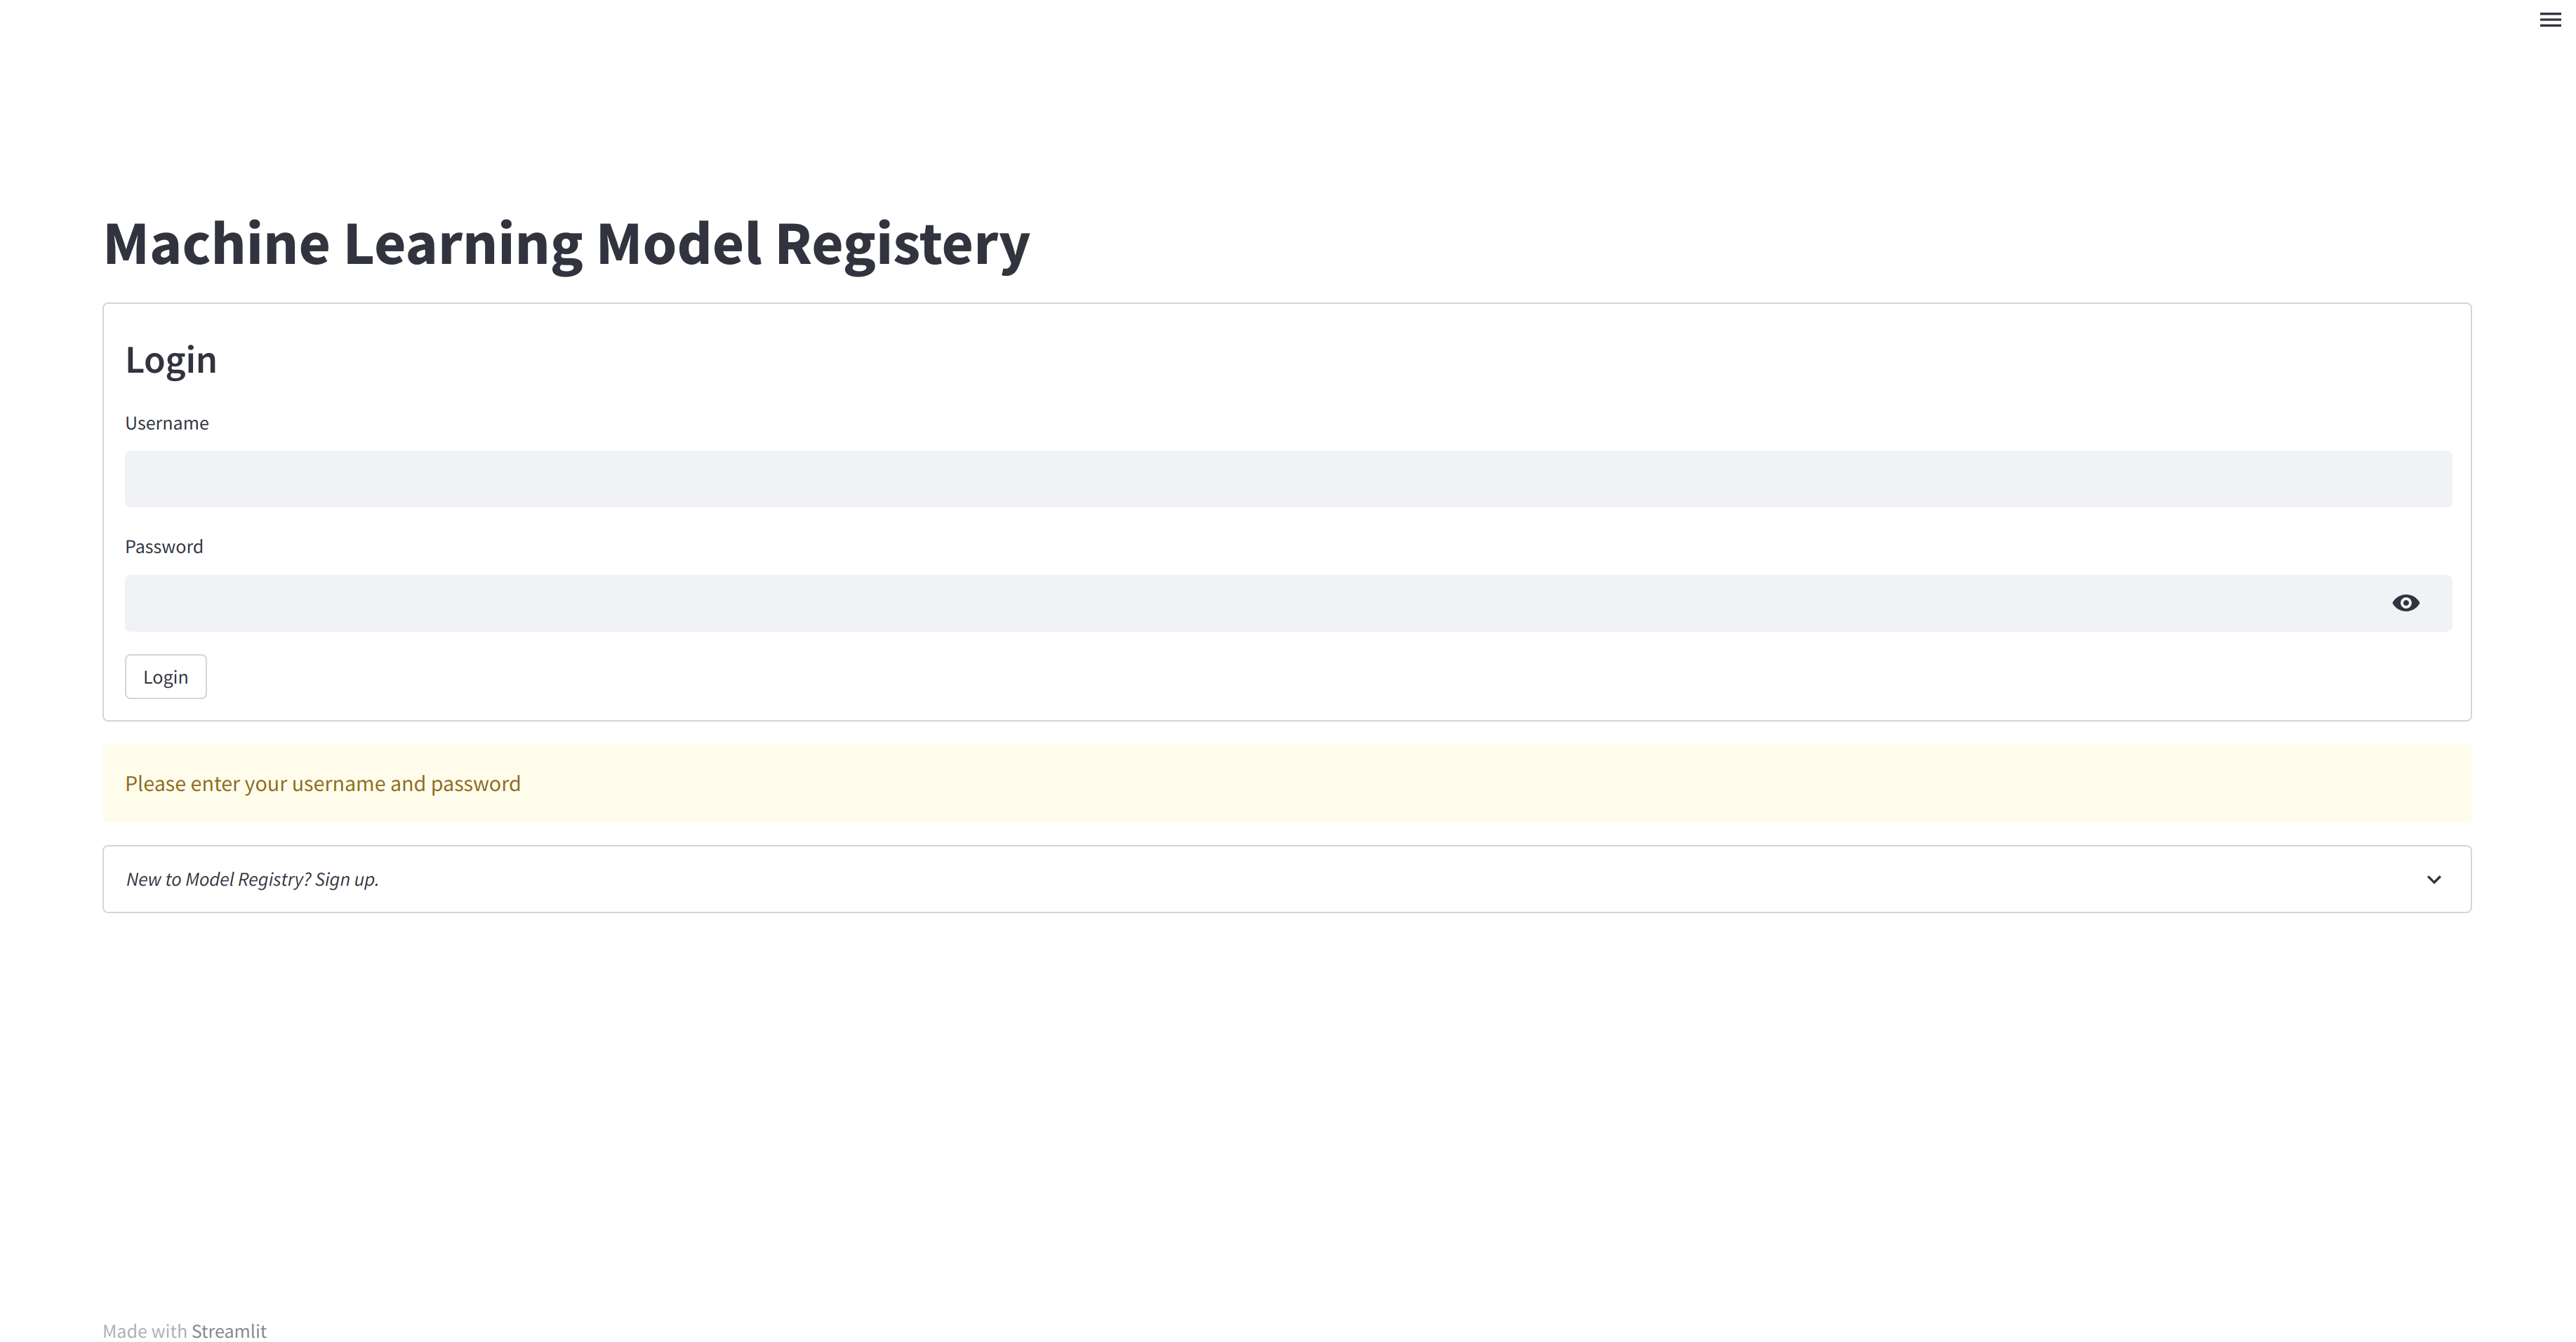 Machine Learning Model Registery
Login
Username
Password
Login
Please enter your username and password
New to Model Registry? Sign up.
Made with Streamlit